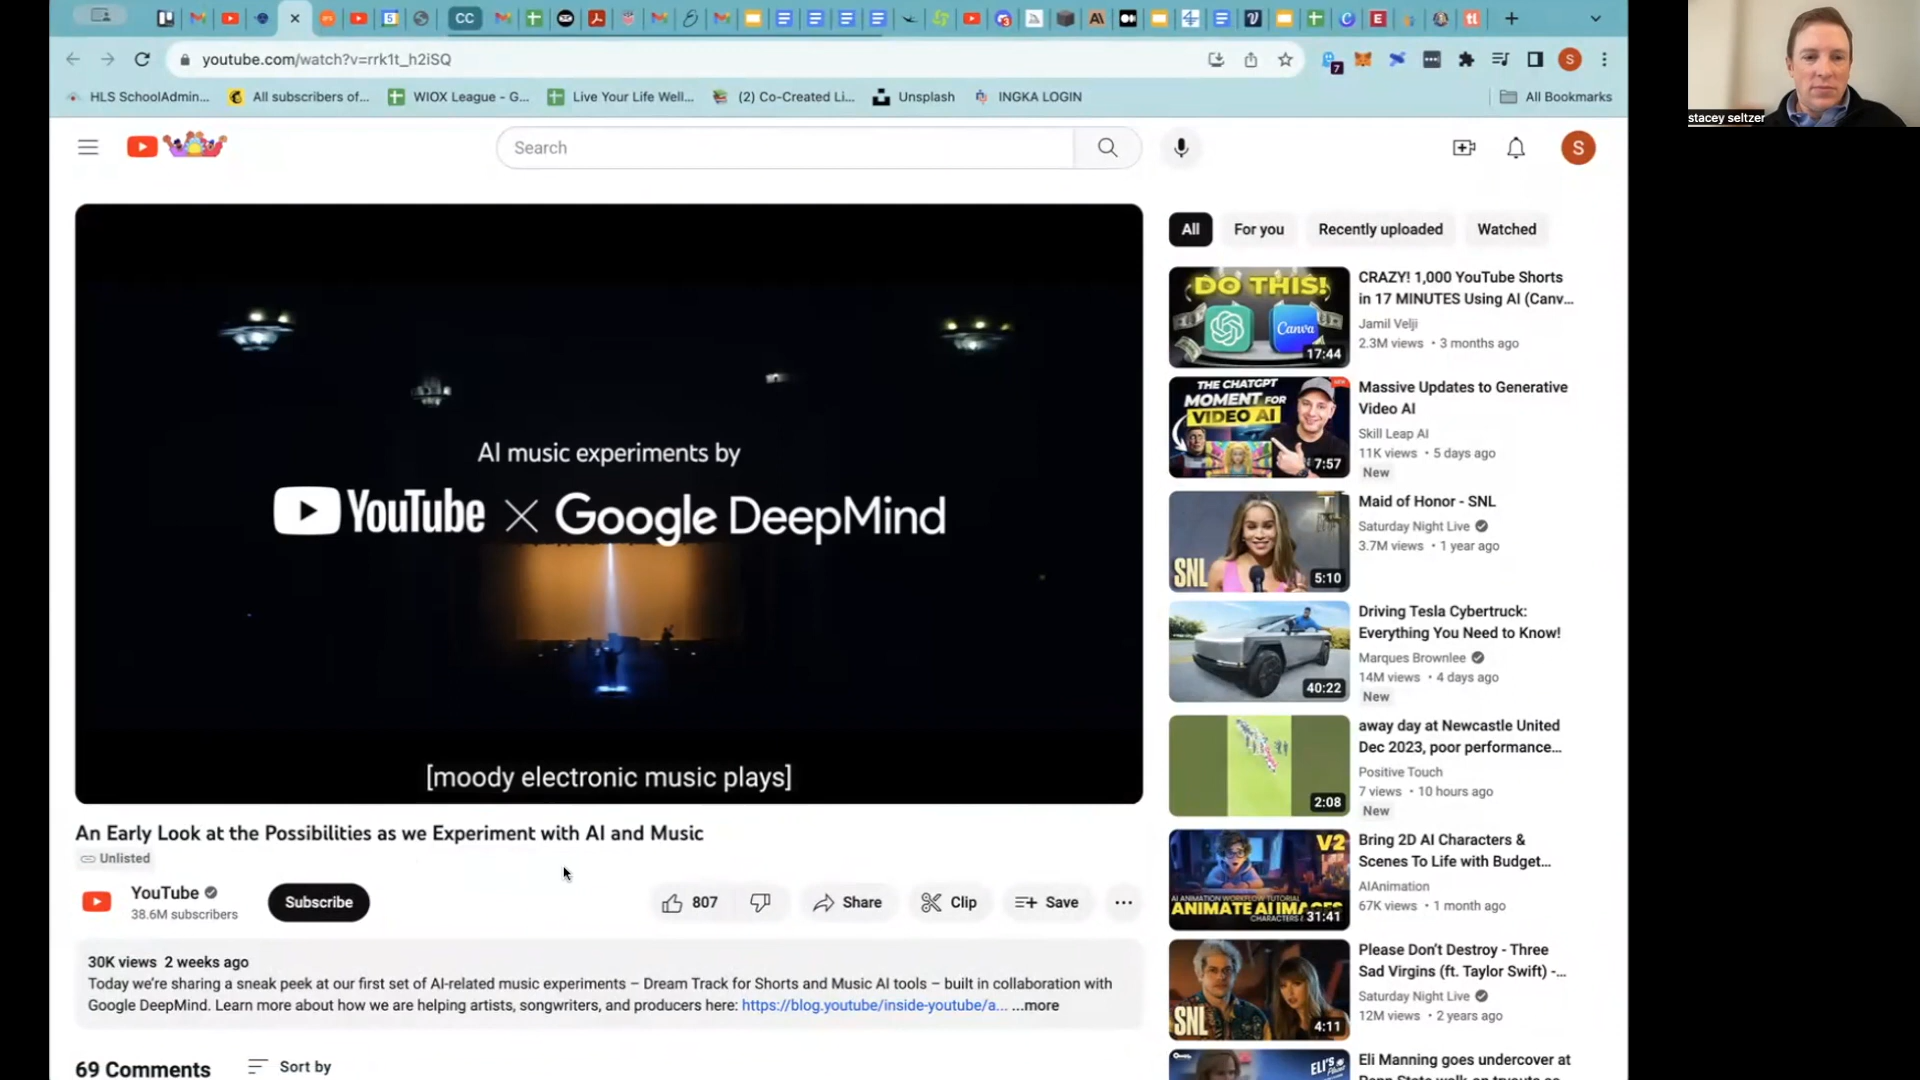 CC
youtube.com/watch?v=rrk1t_h2iSQ
7
S
HLS SchoolAdmin...
All subscribers of...
WIOX League - G...
Live Your Life Well...
(2) Co-Created Li...
Unsplash
INGKA LOGIN
All Bookmarks
stacey seltzer
Search
S
All
For you
Recently uploaded
Watched
AI music experiments by
YouTube X Google DeepMind
[moody electronic music plays]
An Early Look at the Possibilities as we Experiment with AI and Music
Unlisted
YouTube
38.6M subscribers
Subscribe
807
Share
Clip
Save
30K views 2 weeks ago
Today we're sharing a sneak peek at our first set of AI-related music experiments – Dream Track for Shorts and Music AI tools – built in collaboration with
Google DeepMind. Learn more about how we are helping artists, songwriters, and producers here: https://blog.youtube/inside-youtube/a... ...more
69 Comments
Sort by
DO THIS!
Canva
17:44
CRAZY! 1,000 YouTube Shorts
in 17 MINUTES Using AI (Canv...
Jamil Velji
2.3M views • 3 months ago
THE CHATGPT
MOMENT FOR
VIDEO AI
7:57
Massive Updates to Generative
Video AI
Skill Leap AI
11K views • 5 days ago
New
SNL
5:10
Maid of Honor - SNL
Saturday Night Live
3.7M views • 1 year ago
40:22
Driving Tesla Cybertruck:
Everything You Need to Know!
Marques Brownlee
14M views • 4 days ago
New
2:08
away day at Newcastle United
Dec 2023, poor performance...
Positive Touch
7 views • 10 hours ago
New
V2
AI ANIMATION WORKFLOW TUTORIAL
ANIMATE AI IMAGES
CHARACTERS &
31:41
Bring 2D AI Characters &
Scenes To Life with Budget...
AIAnimation
67K views • 1 month ago
SNL
4:11
Please Don't Destroy - Three
Sad Virgins (ft. Taylor Swift) -...
Saturday Night Live
12M views • 2 years ago
ELI'S
Eli Manning goes undercover at